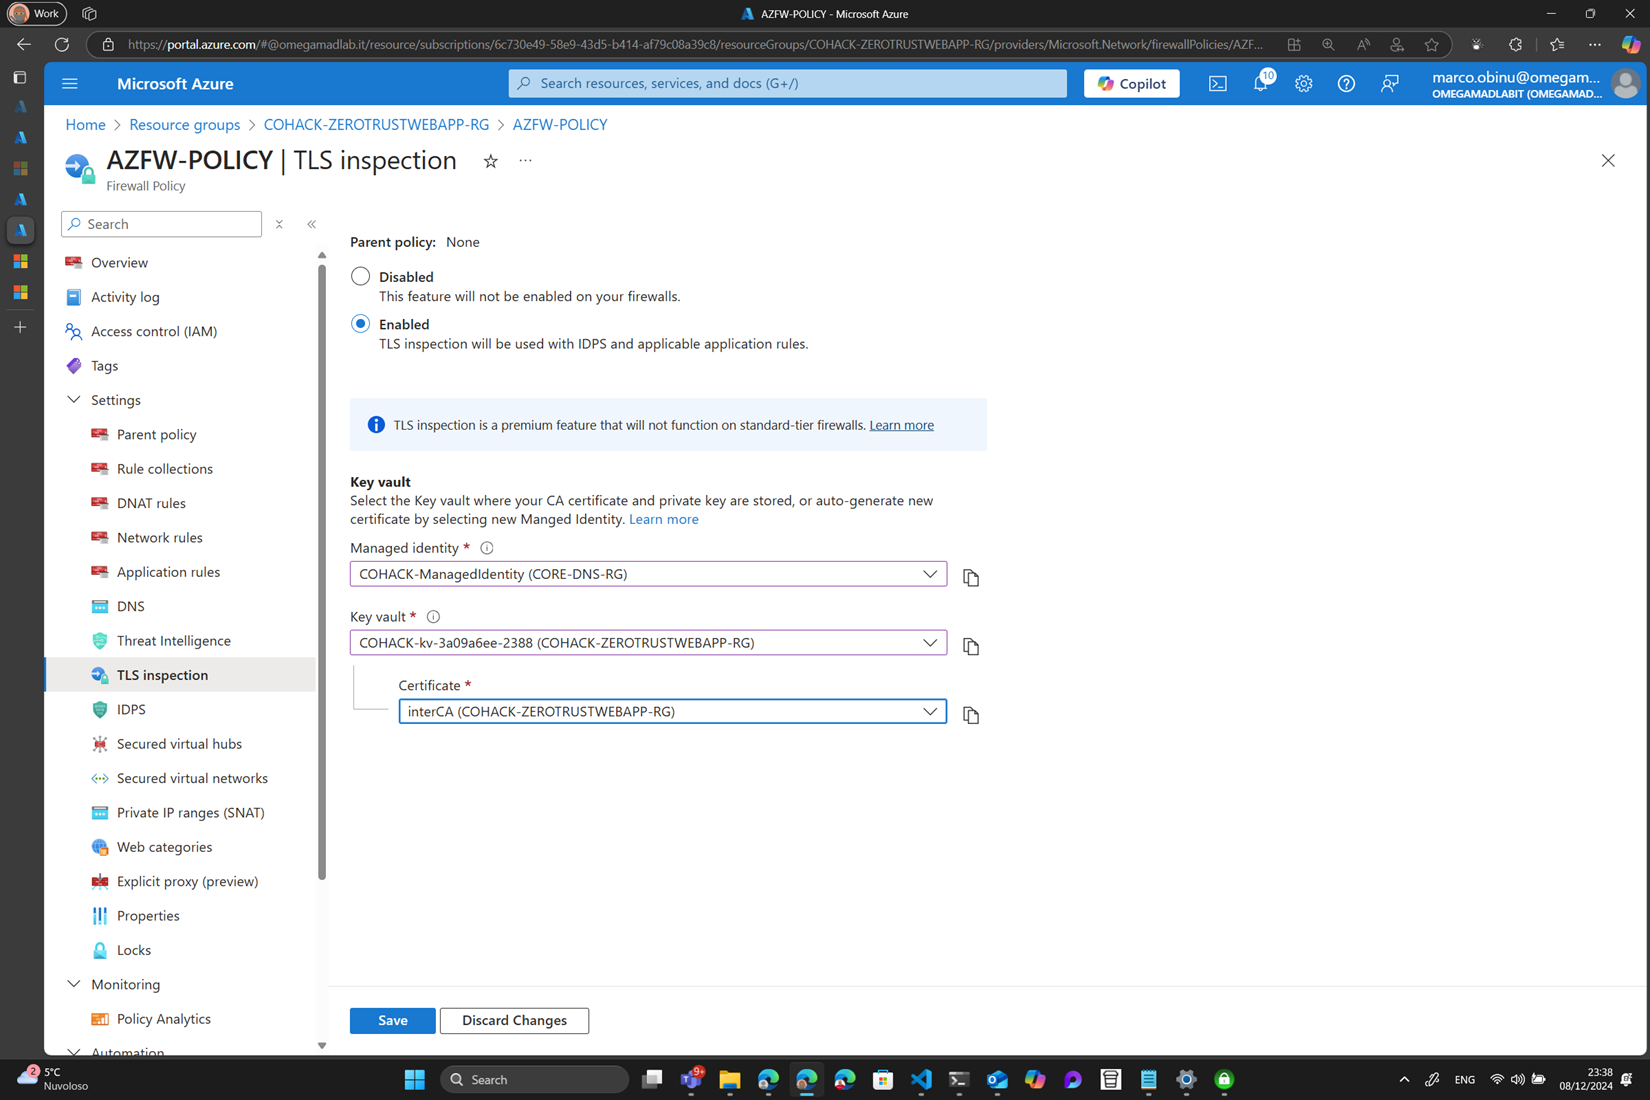 Work
AZFW-POLICY - Microsoft Azure
https://portal.azure.com/#@omegamadlab.it/resource/subscriptions/6c730e49-58e9-43d5-b414-af79c08a39c8/resourceGroups/COHACK-ZEROTRUSTWEBAPP-RG/providers/Microsoft.Network/firewallPolicies/AZF...
Microsoft Azure
Search resources, services, and docs (G+/)
Copilot
10
marco.obinu@omegam...
OMEGAMADLABIT (OMEGAMAD...
Home > Resource groups > COHACK-ZEROTRUSTWEBAPP-RG > AZFW-POLICY
AZFW-POLICY | TLS inspection
Firewall Policy
Search
Overview
Activity log
Access control (IAM)
Tags
Settings
Parent policy
Rule collections
DNAT rules
Network rules
Application rules
DNS
Threat Intelligence
TLS inspection
IDPS
Secured virtual hubs
Secured virtual networks
Private IP ranges (SNAT)
Web categories
Explicit proxy (preview)
Properties
Locks
Monitoring
Policy Analytics
Automation
Parent policy: None
Disabled
This feature will not be enabled on your firewalls.
Enabled
TLS inspection will be used with IDPS and applicable application rules.
TLS inspection is a premium feature that will not function on standard-tier firewalls. Learn more
Key vault
Select the Key vault where your CA certificate and private key are stored, or auto-generate new
certificate by selecting new Manged Identity. Learn more
Managed identity *
COHACK-ManagedIdentity (CORE-DNS-RG)
Key vault *
COHACK-kv-3a09a6ee-2388 (COHACK-ZEROTRUSTWEBAPP-RG)
Certificate *
interCA (COHACK-ZEROTRUSTWEBAPP-RG)
Save
Discard Changes
2
5°C
Nuvoloso
Search
9+
ENG
23:38
08/12/2024